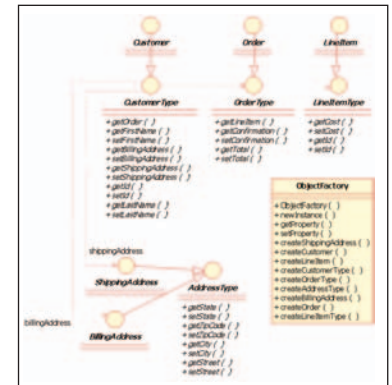 Customer
Order
LineItem
CustomerType
+ getOrder ( )
+ getFirstName ( )
+ setFirstName ( )
+ getBillingAddress ( )
+ setBillingAddress ( )
+ getShippingAddress ( )
+ setShippingAddress ( )
+ getId ( )
+ setId ( )
+ getLastName ( )
+ setLastName ( )
OrderType
+ getLineItem ( )
+ getConfirmation ( )
+ setConfirmation ( )
+ getTotal ( )
+ setTotal ( )
LineItemType
+ getCost ( )
+ setCost ( )
+ getId ( )
+ setId ( )
ObjectFactory
+ ObjectFactory ( )
+ newInstance ( )
+ getProperty ( )
+ setProperty ( )
+ createShippingAddress ( )
+ createCustomer ( )
+ createLineItem ( )
+ createCustomerType ( )
+ createOrderType ( )
+ createAddressType ( )
+ createBillingAddress ( )
+ createOrder ( )
+ createLineItemType ( )
shippingAddress
ShippingAddress
AddressType
+ getState ( )
+ setState ( )
+ getZipCode ( )
+ setZipCode ( )
+ getCity ( )
+ setCity ( )
+ getStreet ( )
+ setStreet ( )
billingAddress
BillingAddress